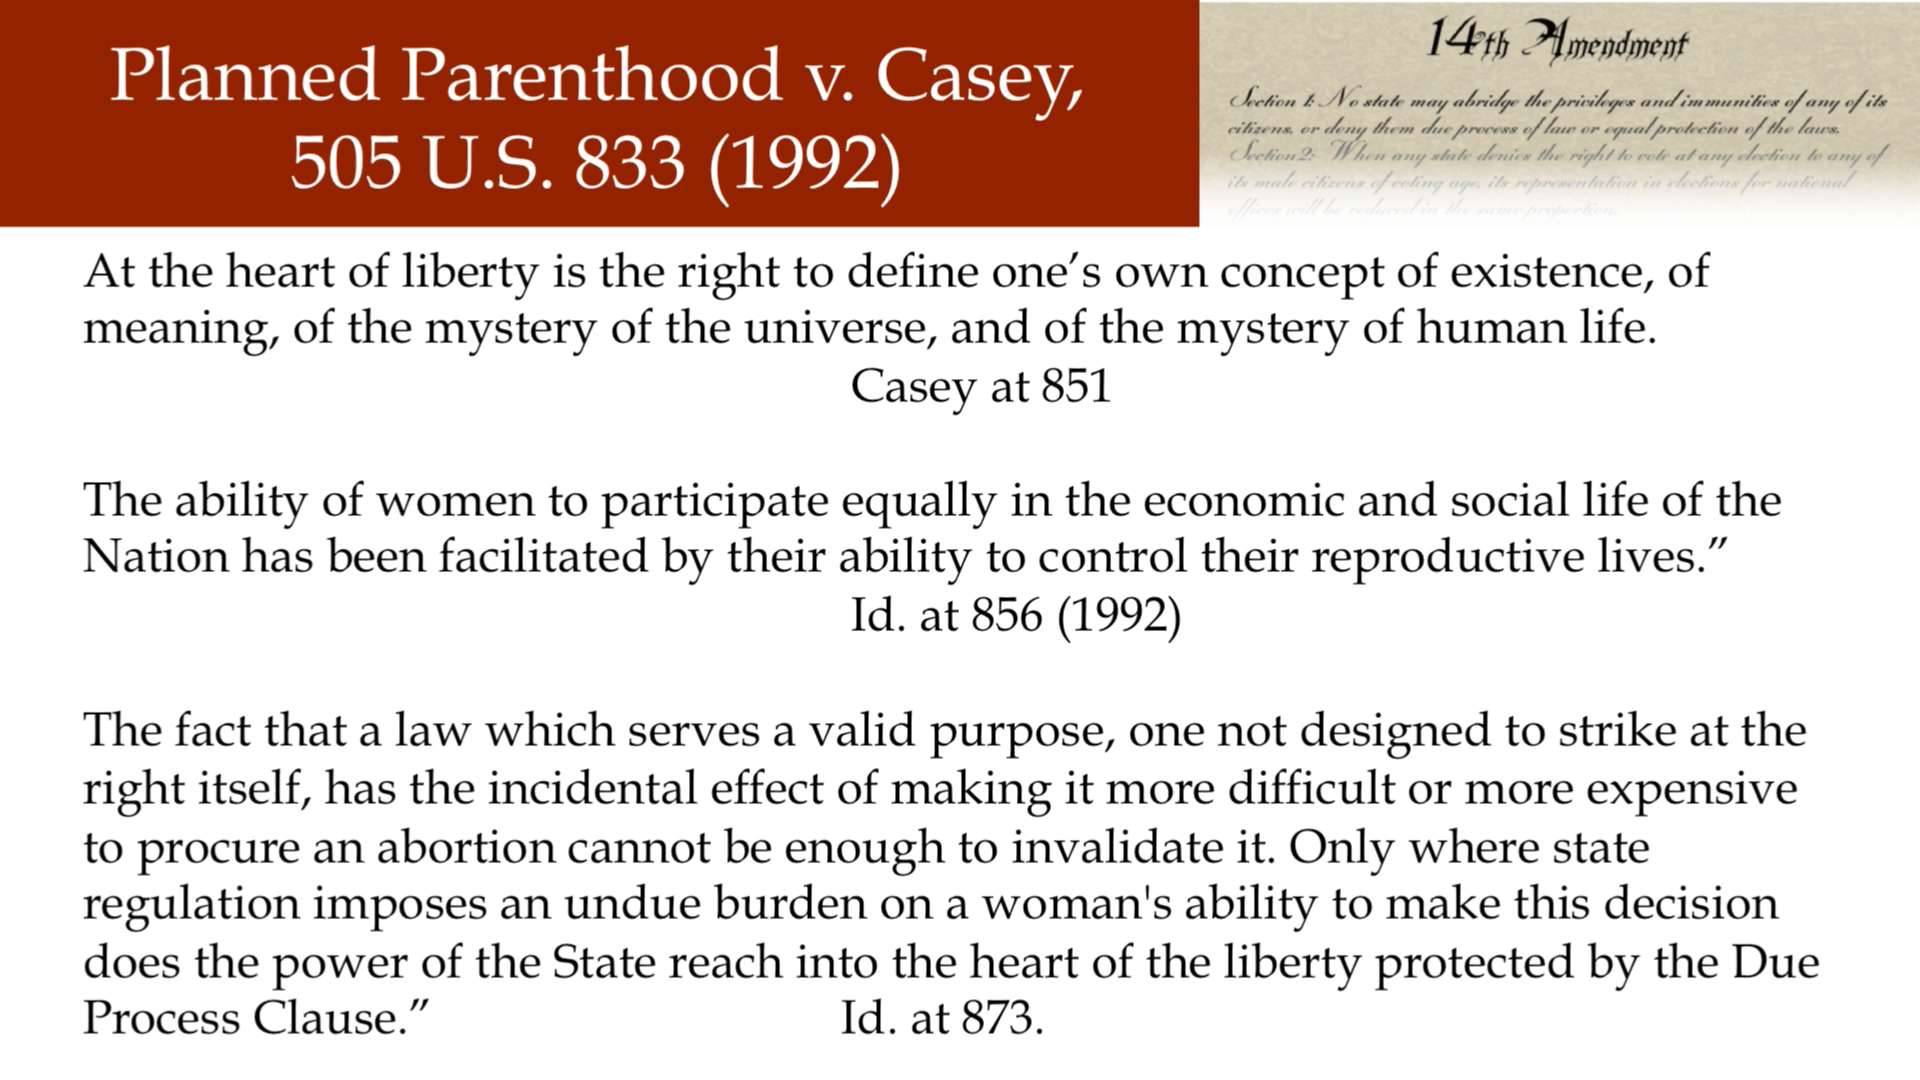 Planned Parenthood v. Casey,
505 U.S. 833 (1992)
14th Amendment
Section 1: No state may abridge the privileges and immunities of any of its
citizens, or deny them due process of law or equal protection of the laws.
Section 2: When any state denies the right to vote at any election to any of
its male citizens of voting age, its representation in elections for national
offices will be reduced in the same proportion.
At the heart of liberty is the right to define one’s own concept of existence, of
meaning, of the mystery of the universe, and of the mystery of human life.
Casey at 851
The ability of women to participate equally in the economic and social life of the
Nation has been facilitated by their ability to control their reproductive lives.”
Id. at 856 (1992)
The fact that a law which serves a valid purpose, one not designed to strike at the
right itself, has the incidental effect of making it more difficult or more expensive
to procure an abortion cannot be enough to invalidate it. Only where state
regulation imposes an undue burden on a woman's ability to make this decision
does the power of the State reach into the heart of the liberty protected by the Due
Process Clause.” Id. at 873.